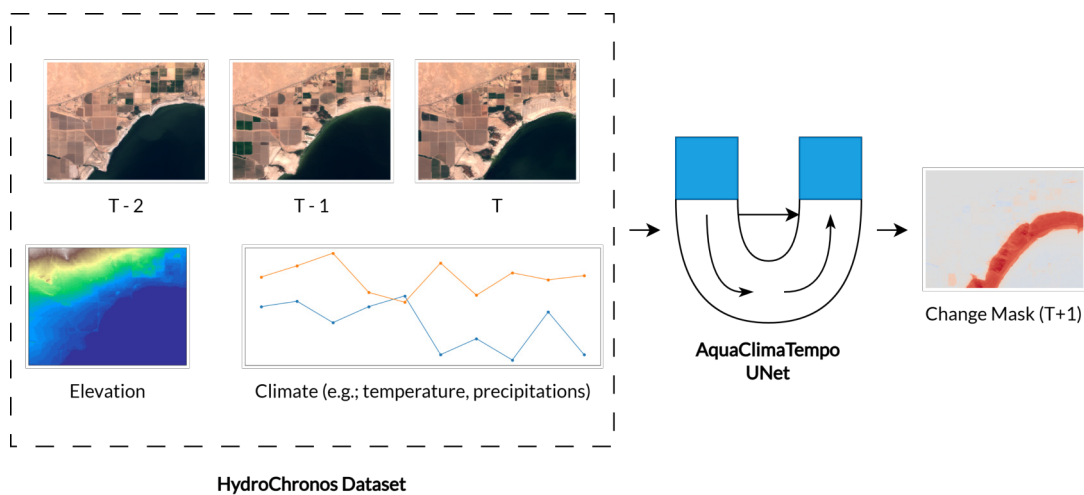 T - 2
T - 1
T
Elevation
Climate (e.g.; temperature, precipitations)
HydroChronos Dataset
AquaClimaTempo
UNet
Change Mask (T+1)